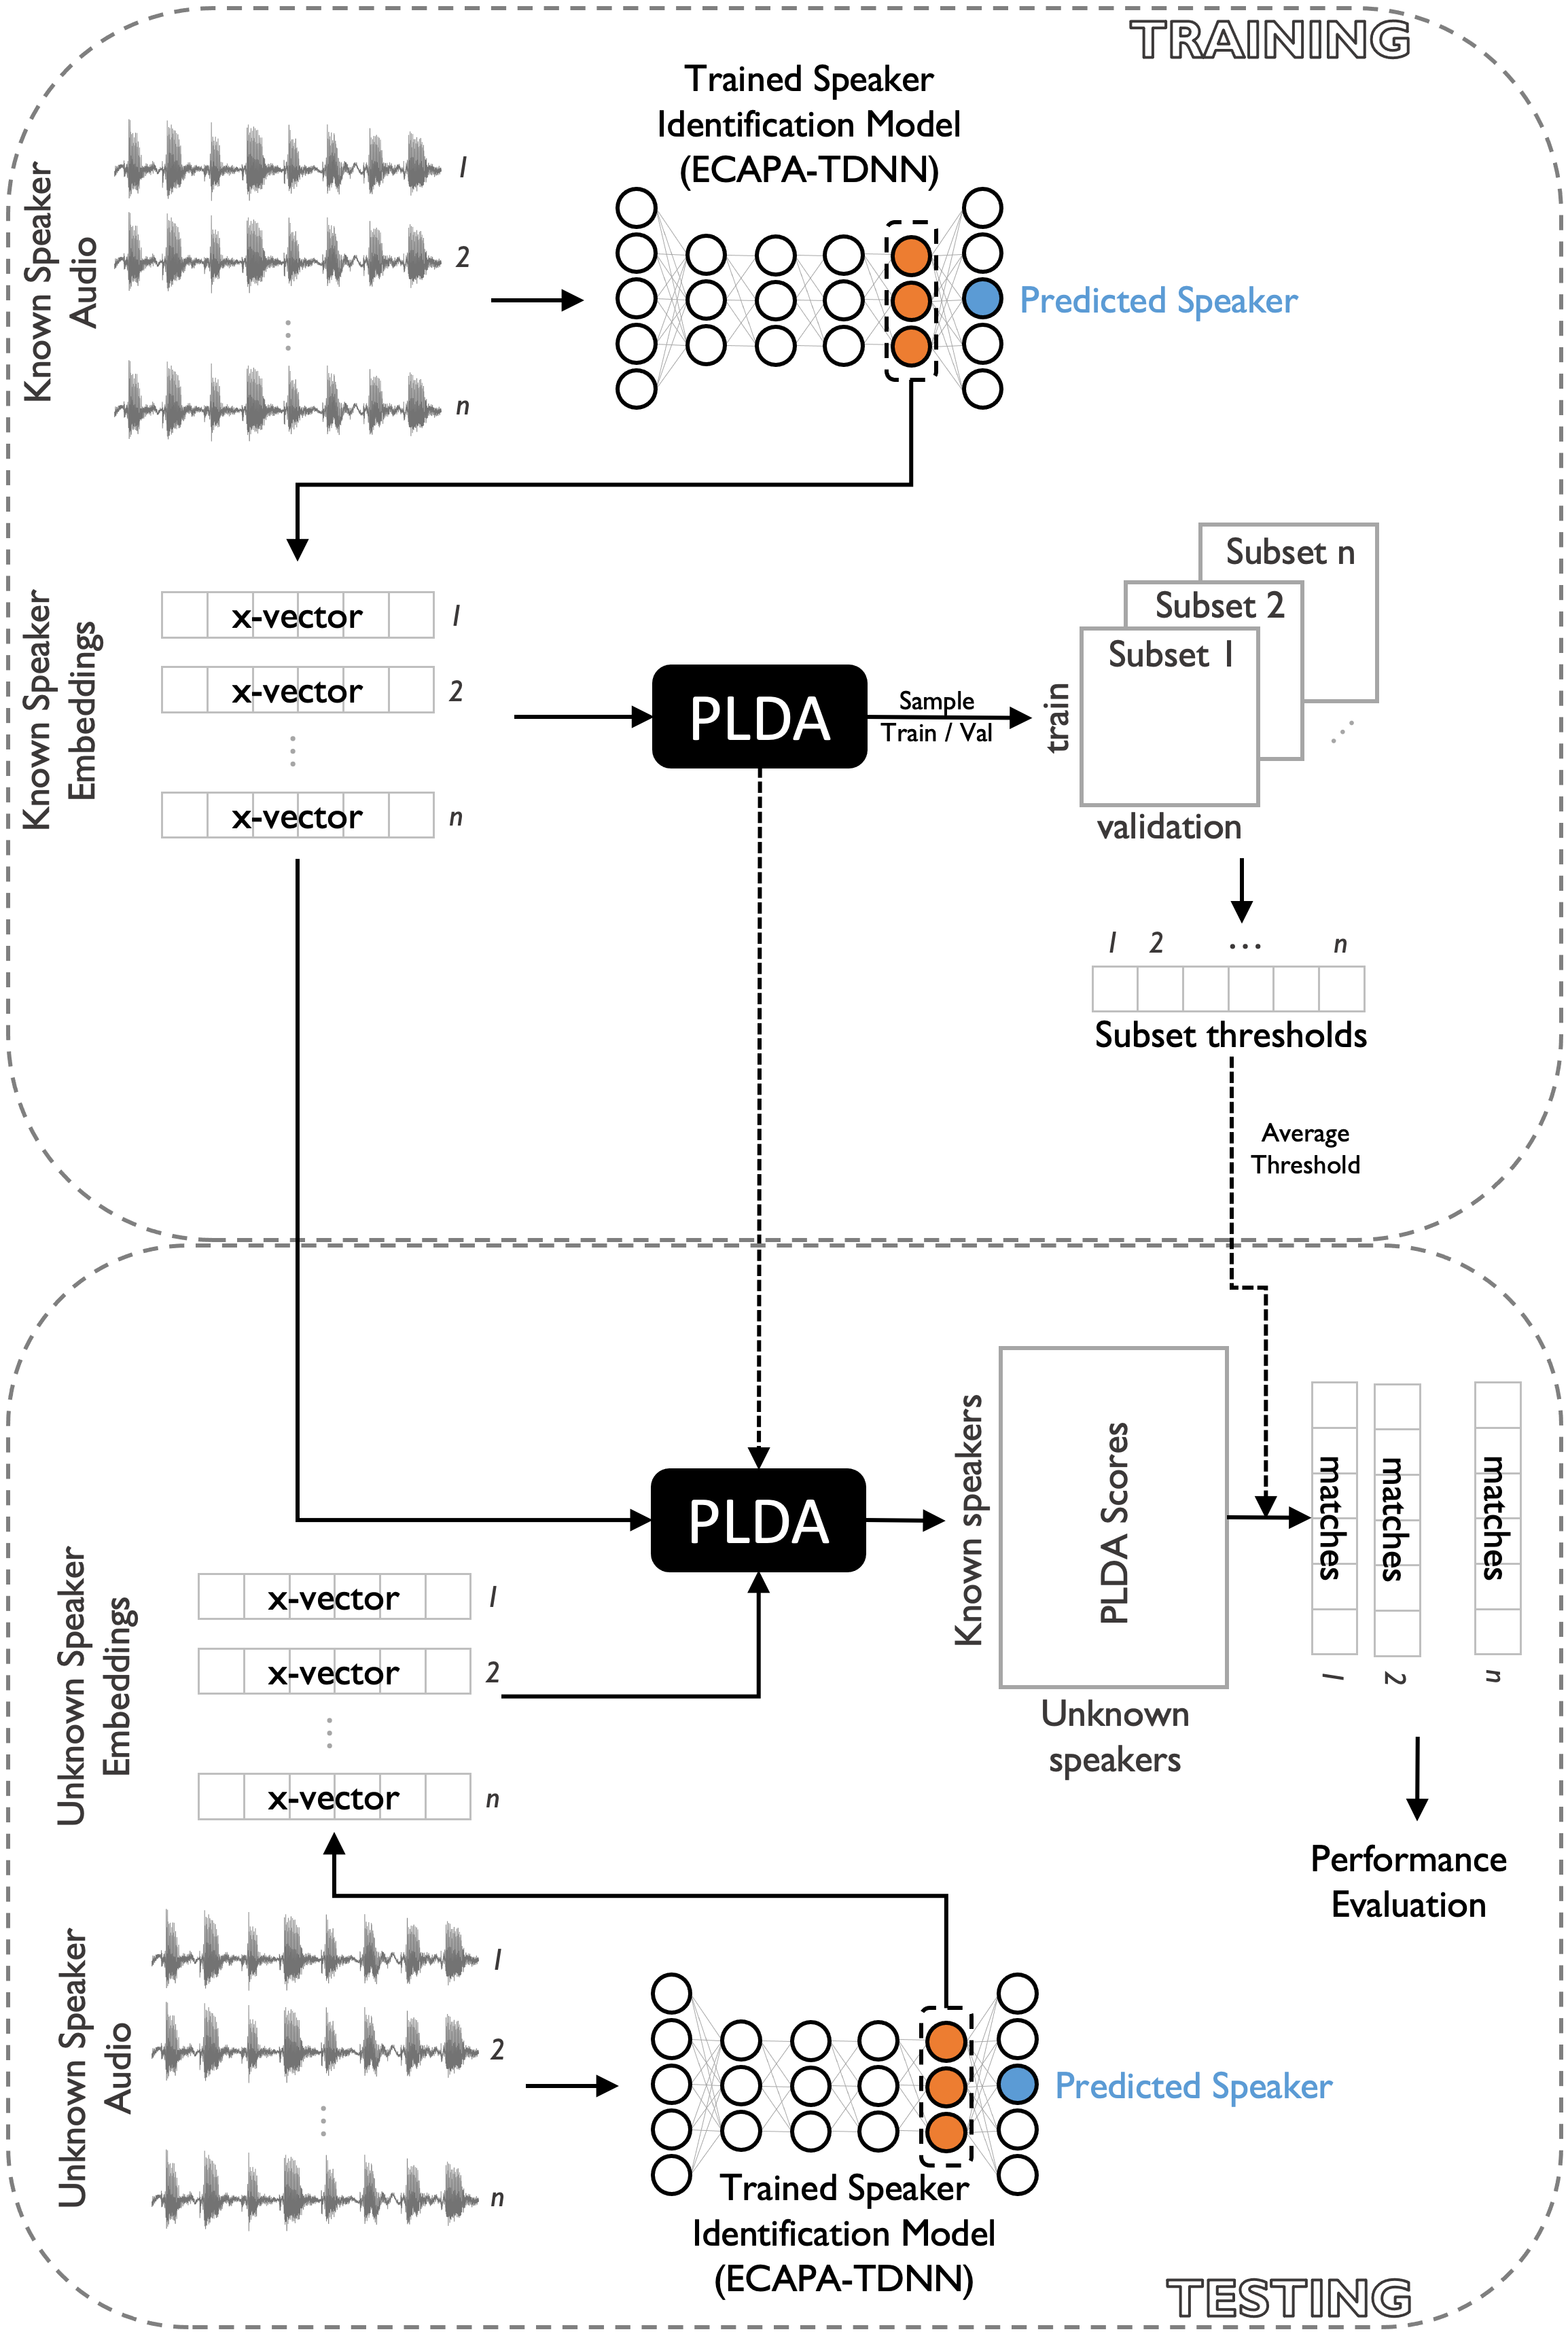 TRAINING
Trained Speaker
Identification Model
(ECAPA-TDNN)
Known Speaker
Audio
1
2
n
Predicted Speaker
Known Speaker
Embeddings
x-vector 1
x-vector 2
x-vector n
PLDA
Sample
Train / Val
Subset n
Subset 2
Subset 1
train
validation
1 2 ... n
Subset thresholds
Average
Threshold
PLDA
Known speakers
PLDA Scores
Unknown
speakers
matches
matches
matches
1
2
n
Unknown Speaker
Embeddings
x-vector 1
x-vector 2
x-vector n
Performance
Evaluation
Unknown Speaker
Audio
1
2
n
Predicted Speaker
Trained Speaker
Identification Model
(ECAPA-TDNN)
TESTING